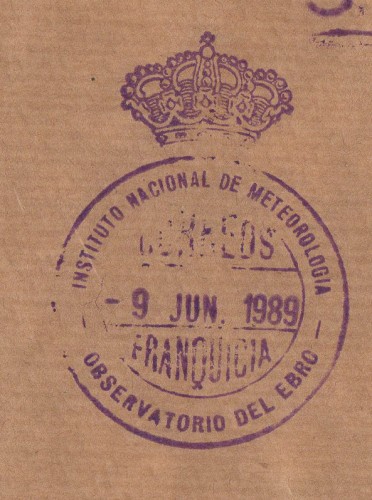 INSTITUTO NACIONAL DE METEOROLOGIA
CORREOS
- 9 JUN. 1989
FRANQUICIA
OBSERVATORIO DEL EBRO